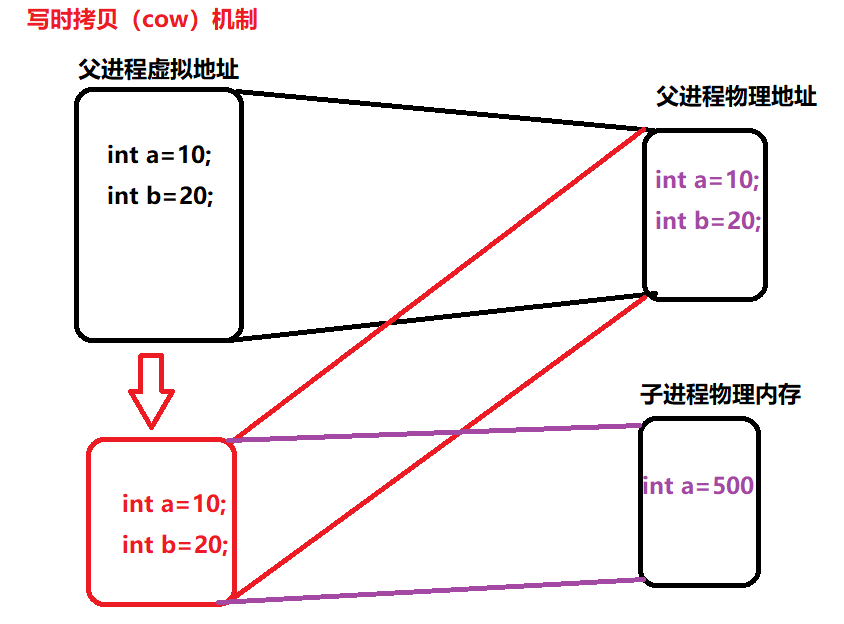 写时拷贝（cow）机制
父进程虚拟地址
int a=10;
int b=20;
父进程物理地址
int a=10;
int b=20;
int a=10;
int b=20;
子进程物理内存
int a=500